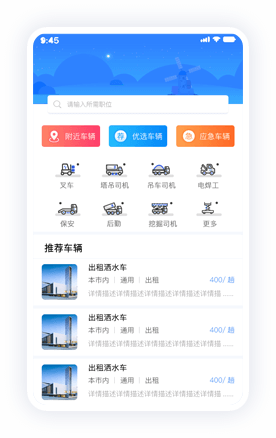 9:45
请输入所需职位
附近车辆 荐 优选车辆 急 应急车辆
叉车 塔吊司机 吊车司机 电焊工
保安 后勤 挖掘司机 更多
推荐车辆
出租洒水车
本市内 | 通用 | 出租 400/ 趟
详情描述详情描述详情描述详情描 ......
出租洒水车
本市内 | 通用 | 出租 400/ 趟
详情描述详情描述详情描述详情描 ......
出租洒水车
本市内 | 通用 | 出租 400/ 趟
详情描述详情描述详情描述详情描 ......